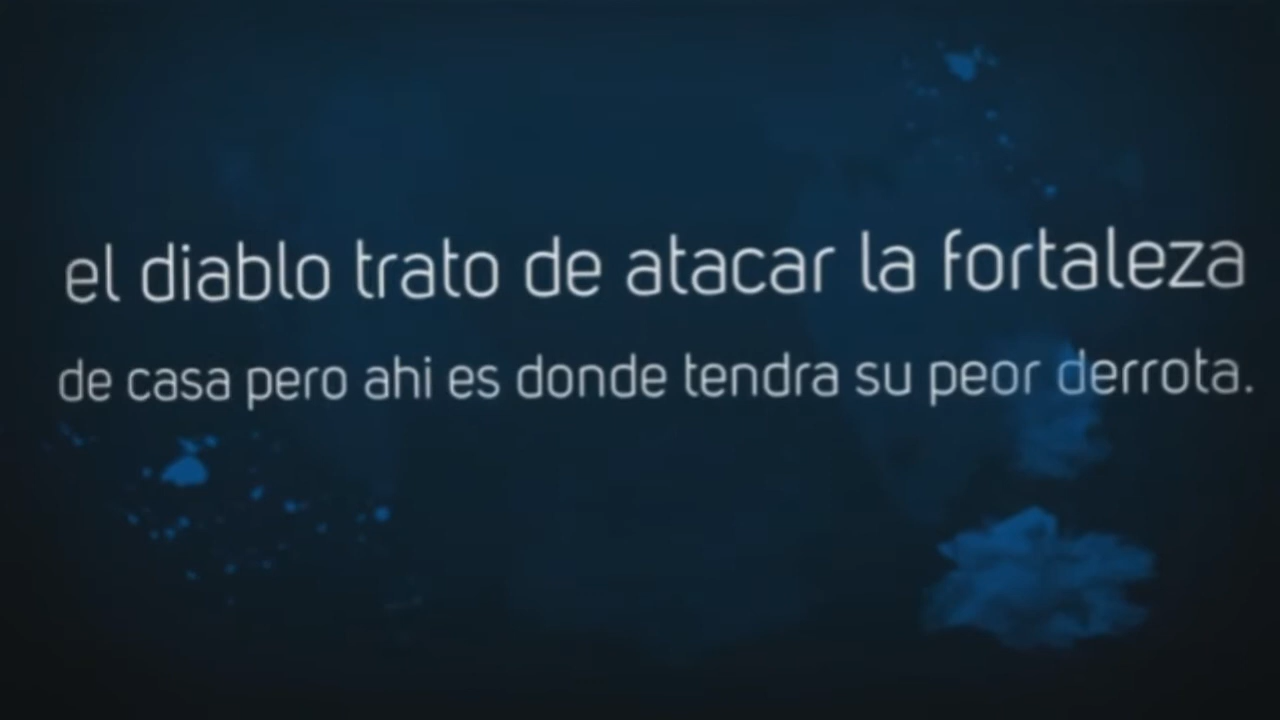 el diablo trato de atacar la fortaleza
de casa pero ahi es donde tendra su peor derrota.